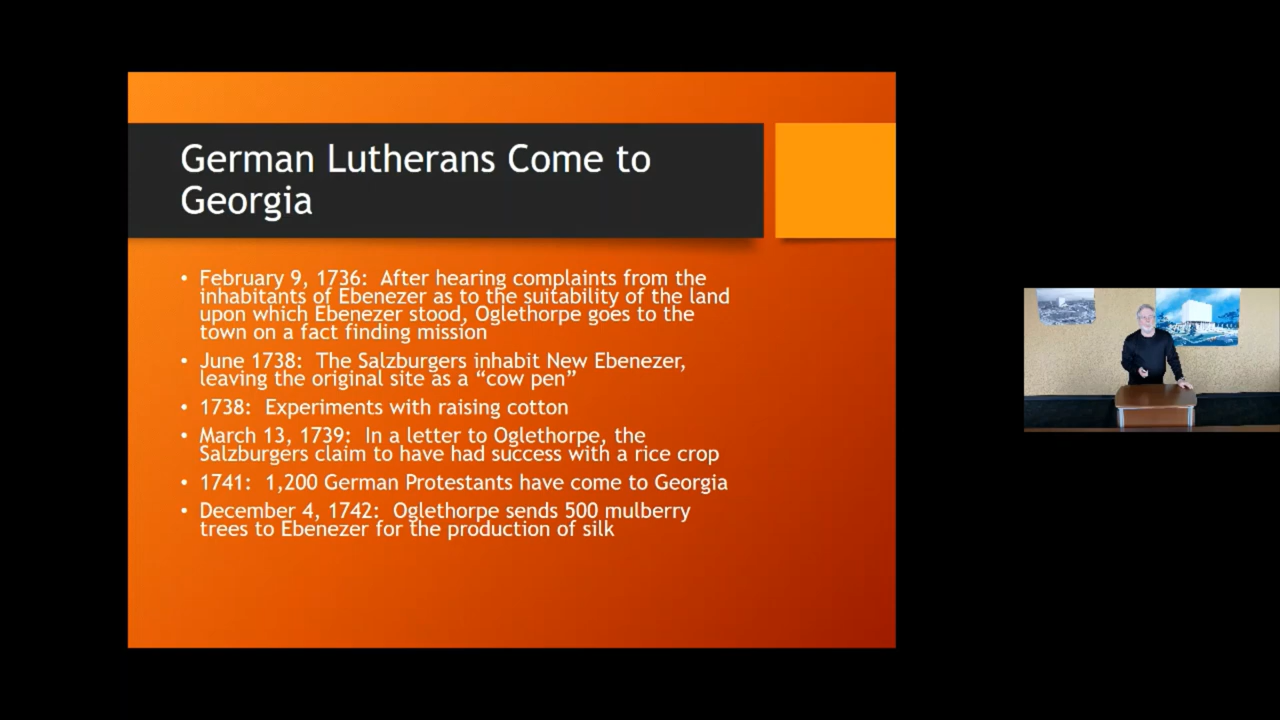 German Lutherans Come to
Georgia
• February 9, 1736:  After hearing complaints from the
inhabitants of Ebenezer as to the suitability of the land
upon which Ebenezer stood, Oglethorpe goes to the
town on a fact finding mission
• June 1738:  The Salzburgers inhabit New Ebenezer,
leaving the original site as a “cow pen”
• 1738:  Experiments with raising cotton
• March 13, 1739:  In a letter to Oglethorpe, the
Salzburgers claim to have had success with a rice crop
• 1741:  1,200 German Protestants have come to Georgia
• December 4, 1742:  Oglethorpe sends 500 mulberry
trees to Ebenezer for the production of silk